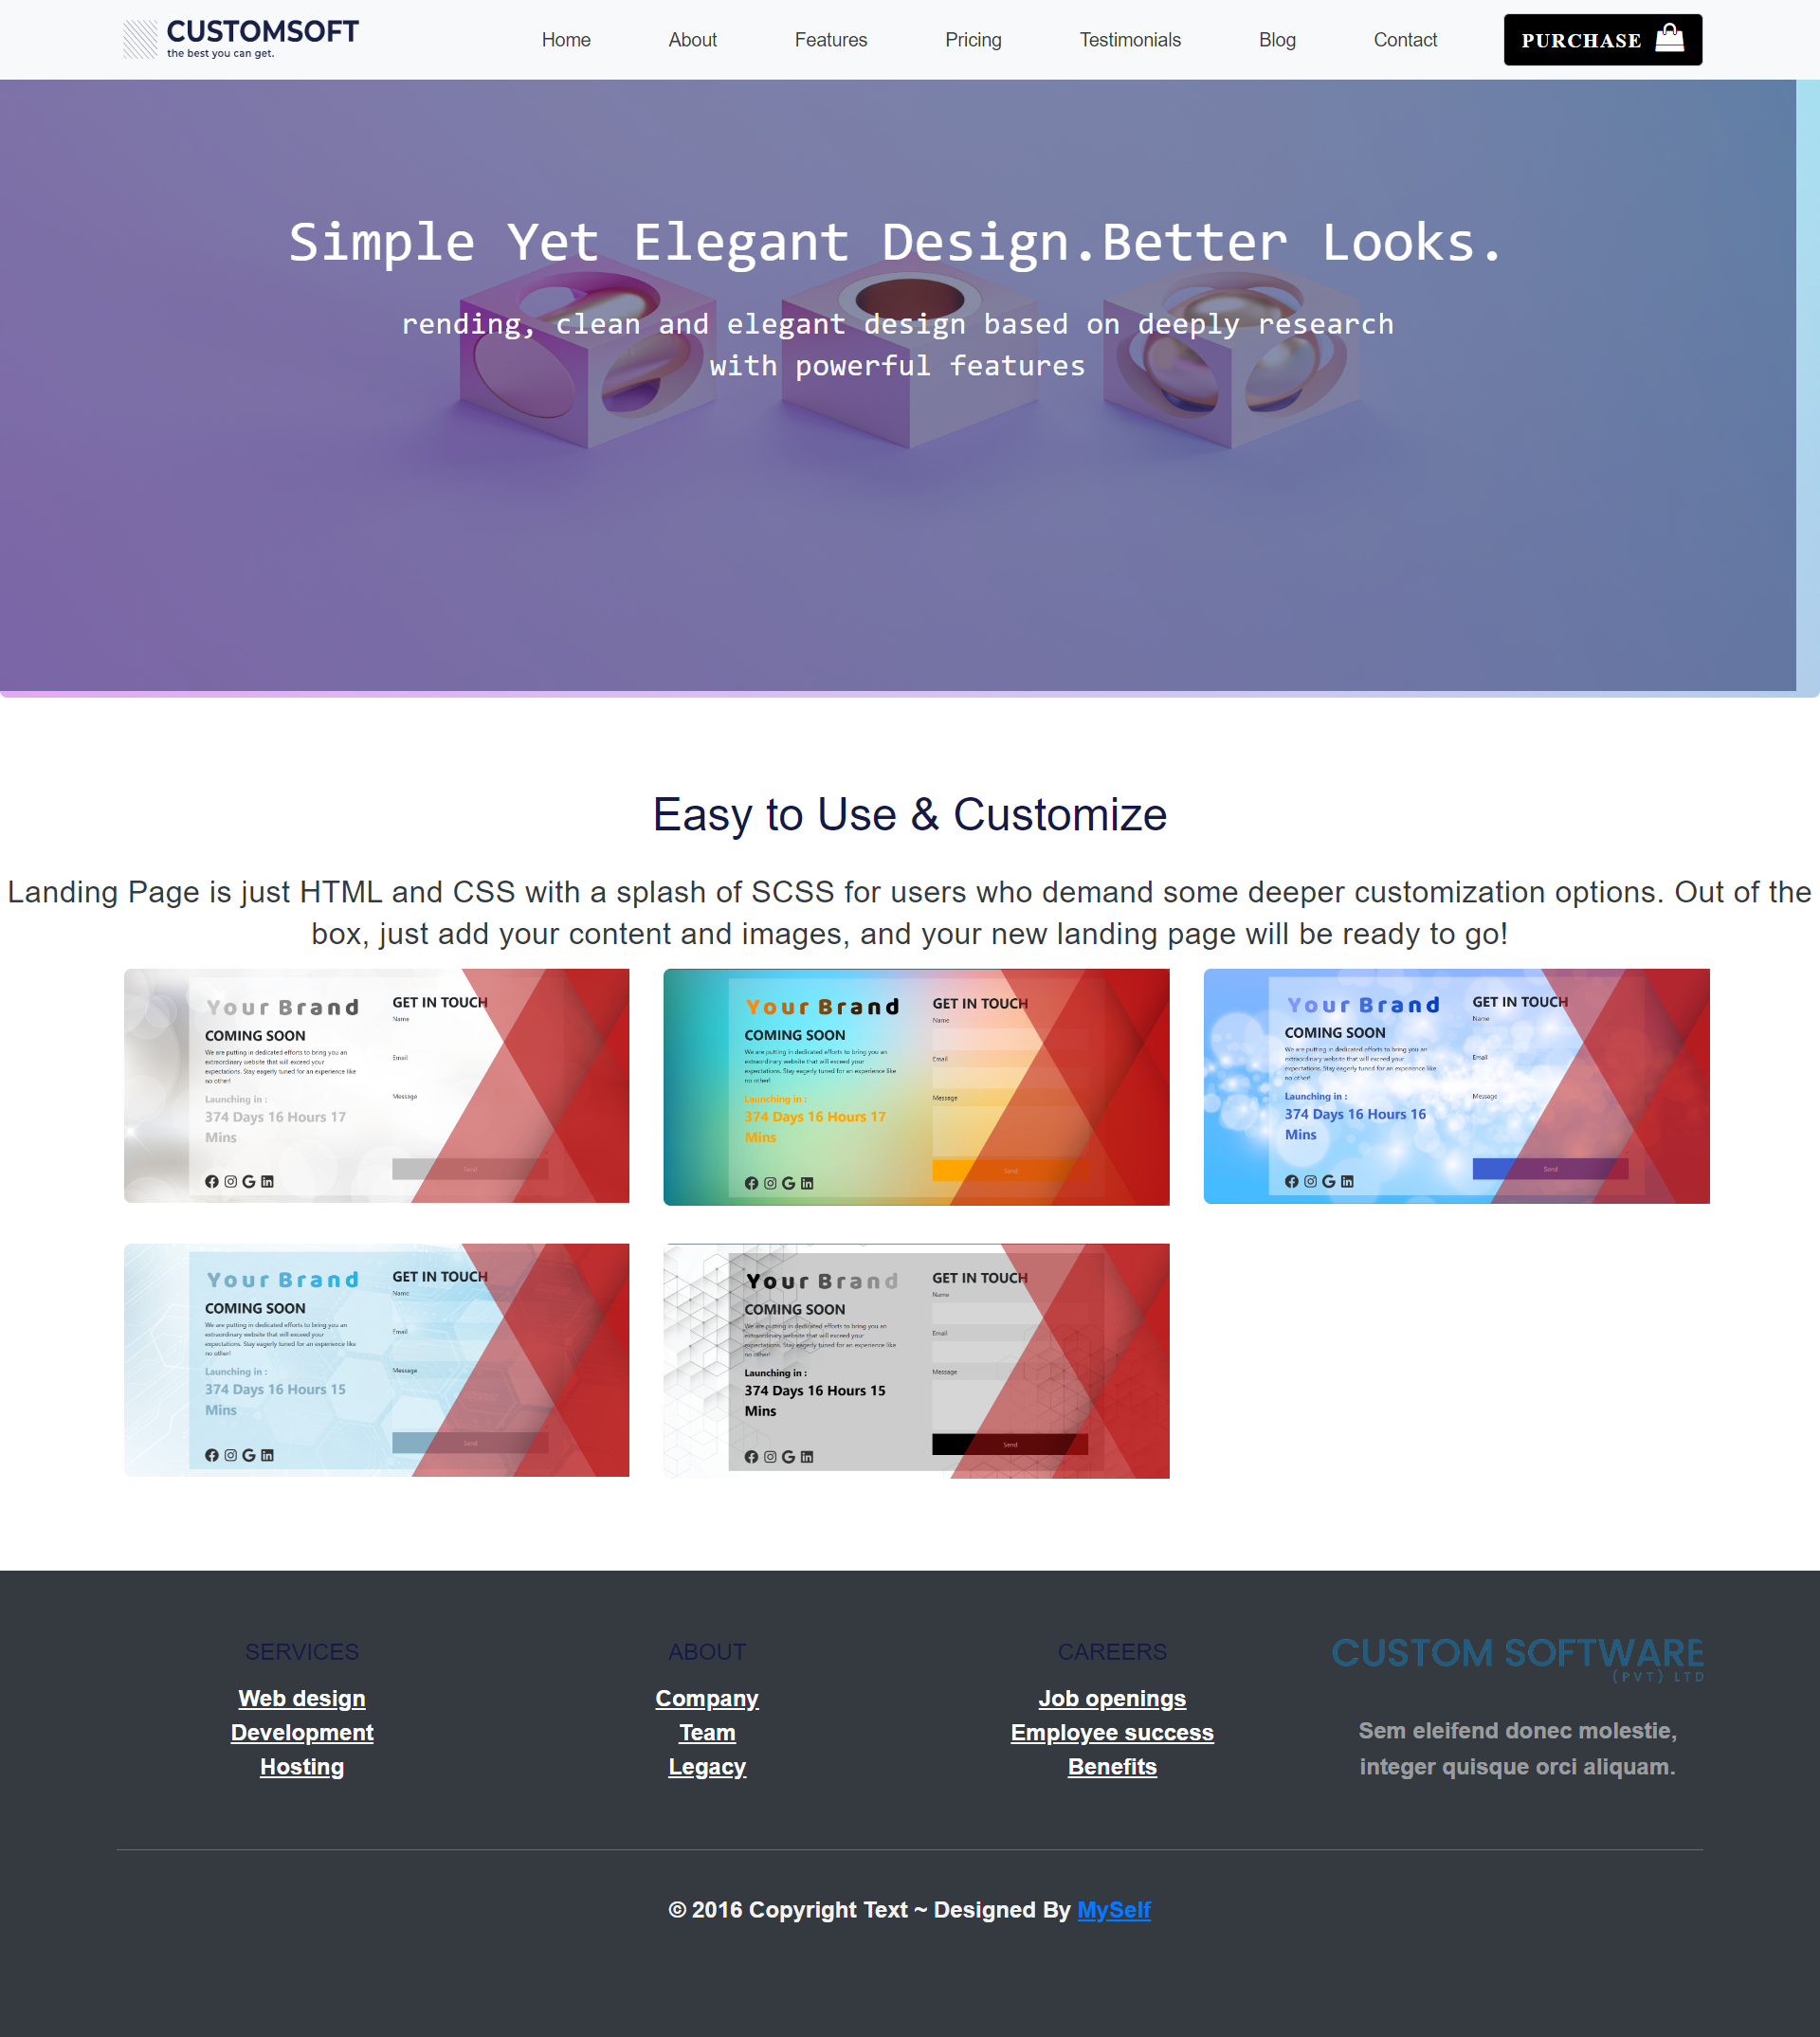 CUSTOMSOFT
the best you can get.
Home About Features Pricing Testimonials Blog Contact PURCHASE
Simple Yet Elegant Design.Better Looks.
rending, clean and elegant design based on deeply research
with powerful features
Easy to Use & Customize
Landing Page is just HTML and CSS with a splash of SCSS for users who demand some deeper customization options. Out of the
box, just add your content and images, and your new landing page will be ready to go!
Your Brand
COMING SOON
We are putting in dedicated efforts to bring you an
extraordinary website that will exceed your
expectations. Stay eagerly tuned for an experience like
no other!
Launching in :
374 Days 16 Hours 17
Mins
GET IN TOUCH
Name
Email
Message
Send
Your Brand
COMING SOON
We are putting in dedicated efforts to bring you an
extraordinary website that will exceed your
expectations. Stay eagerly tuned for an experience like
no other!
Launching in :
374 Days 16 Hours 17
Mins
GET IN TOUCH
Name
Email
Message
Send
Your Brand
COMING SOON
We are putting in dedicated efforts to bring you an
extraordinary website that will exceed your
expectations. Stay eagerly tuned for an experience like
no other!
Launching in :
374 Days 16 Hours 16
Mins
GET IN TOUCH
Name
Email
Message
Send
Your Brand
COMING SOON
We are putting in dedicated efforts to bring you an
extraordinary website that will exceed your
expectations. Stay eagerly tuned for an experience like
no other!
Launching in :
374 Days 16 Hours 15
Mins
GET IN TOUCH
Name
Email
Message
Send
Your Brand
COMING SOON
We are putting in dedicated efforts to bring you an
extraordinary website that will exceed your
expectations. Stay eagerly tuned for an experience like
no other!
Launching in :
374 Days 16 Hours 15
Mins
GET IN TOUCH
Name
Email
Message
Send
SERVICES
Web design
Development
Hosting
ABOUT
Company
Team
Legacy
CAREERS
Job openings
Employee success
Benefits
CUSTOM SOFTWARE
(PVT) LTD
Sem eleifend donec molestie,
integer quisque orci aliquam.
© 2016 Copyright Text ~ Designed By MySelf